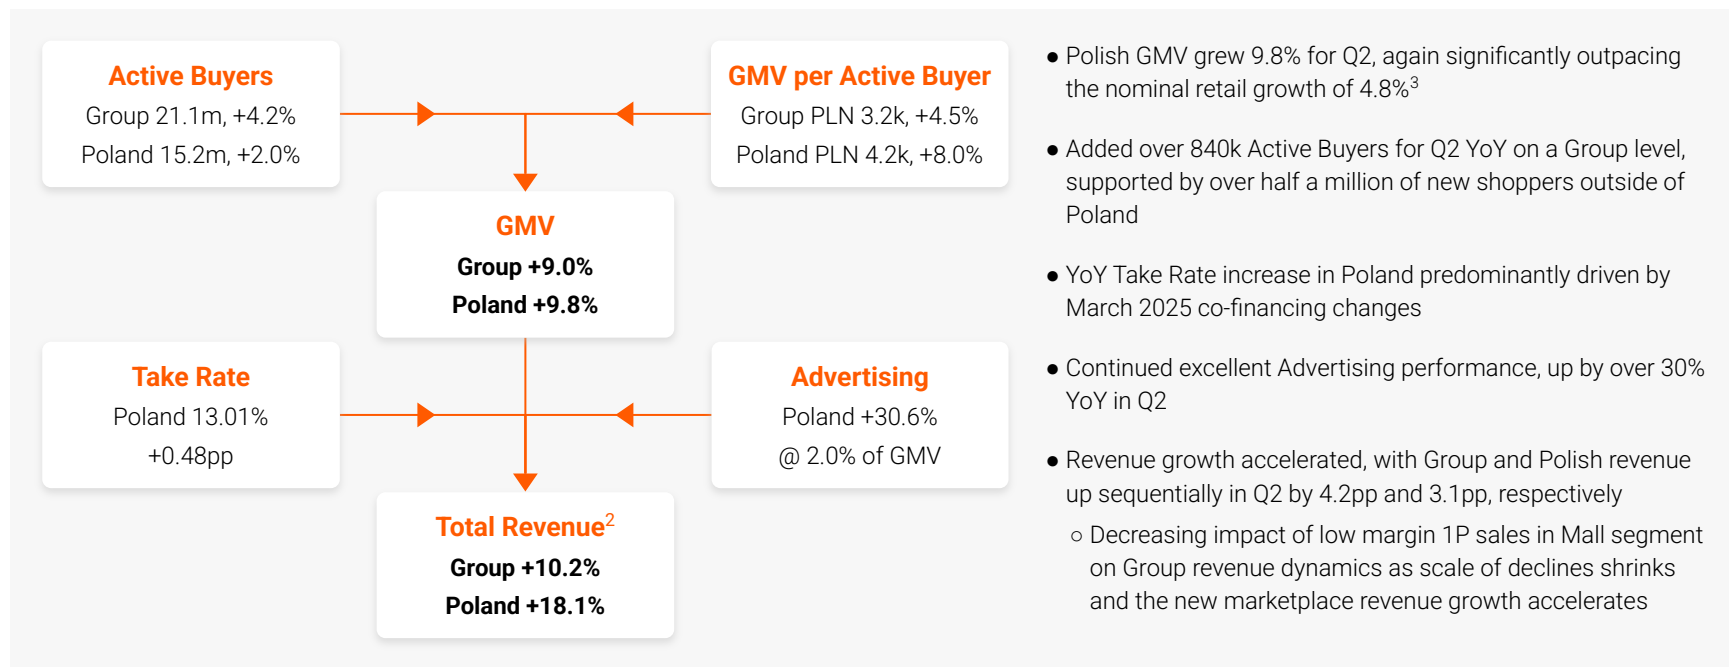 Active Buyers
Group 21.1m, +4.2%
Poland 15.2m, +2.0%
GMV per Active Buyer
Group PLN 3.2k, +4.5%
Poland PLN 4.2k, +8.0%
GMV
Group +9.0%
Poland +9.8%
Take Rate
Poland 13.01%
+0.48pp
Advertising
Poland +30.6%
@ 2.0% of GMV
Total Revenue²
Group +10.2%
Poland +18.1%
● Polish GMV grew 9.8% for Q2, again significantly outpacing
the nominal retail growth of 4.8%³
● Added over 840k Active Buyers for Q2 YoY on a Group level,
supported by over half a million of new shoppers outside of
Poland
● YoY Take Rate increase in Poland predominantly driven by
March 2025 co-financing changes
● Continued excellent Advertising performance, up by over 30%
YoY in Q2
● Revenue growth accelerated, with Group and Polish revenue
up sequentially in Q2 by 4.2pp and 3.1pp, respectively
○ Decreasing impact of low margin 1P sales in Mall segment
on Group revenue dynamics as scale of declines shrinks
and the new marketplace revenue growth accelerates